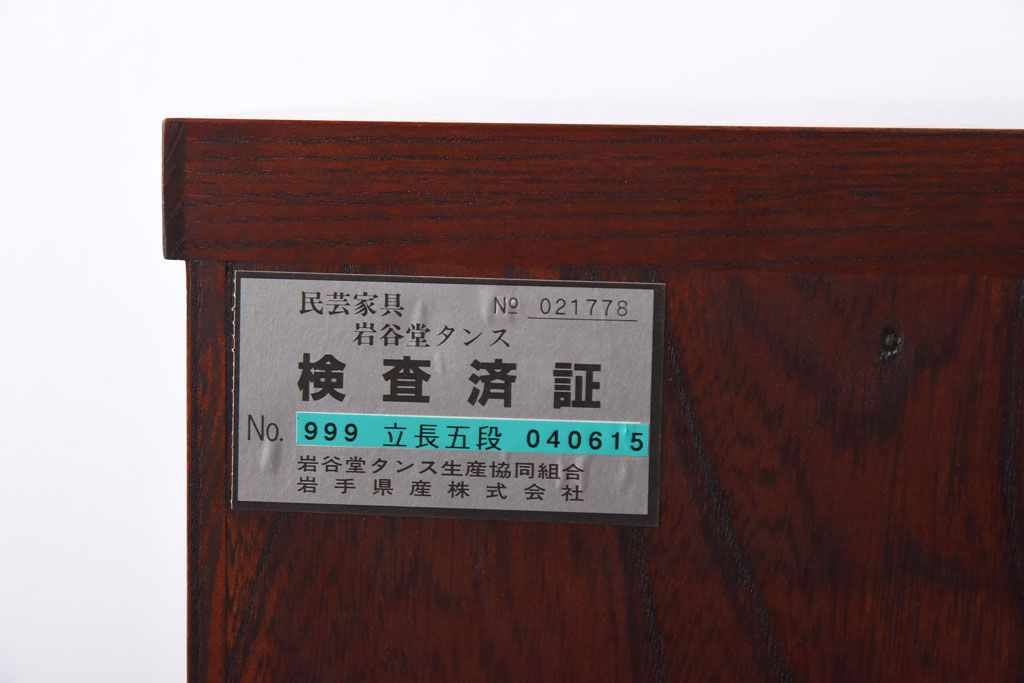 民芸家具 № 021778
岩谷堂タンス
検査済証
No. 999 立長五段 040615
岩谷堂タンス生産協同組合
岩手県産株式会社